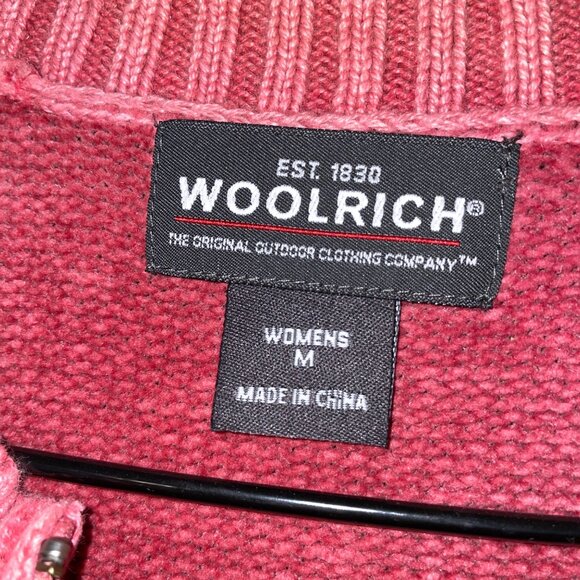 EST. 1830
WOOLRICH®
THE ORIGINAL OUTDOOR CLOTHING COMPANY™
WOMENS
M
MADE IN CHINA